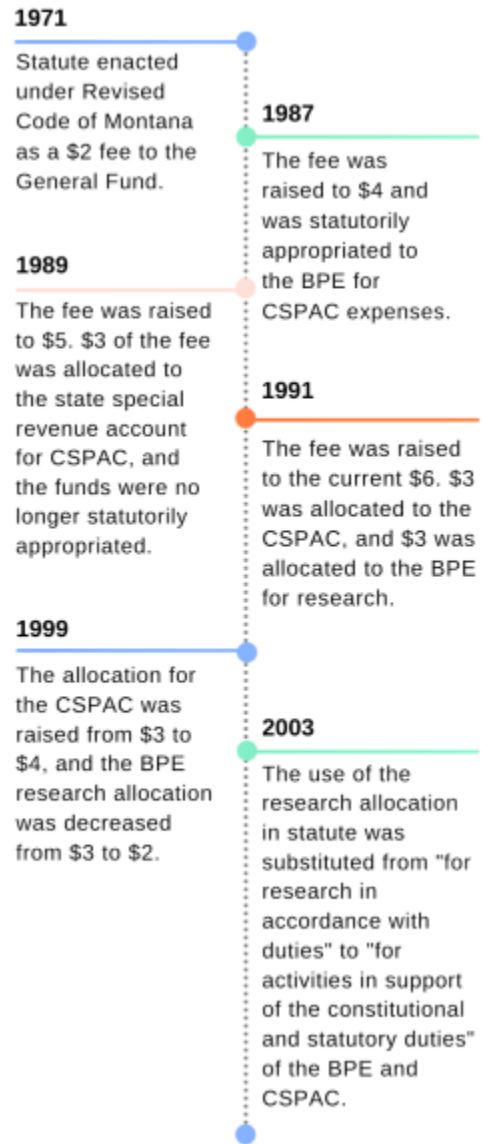 1971
Statute enacted
under Revised
Code of Montana
as a $2 fee to the
General Fund.
1987
The fee was
raised to $4 and
was statutorily
appropriated to
the BPE for
CSPAC expenses.
1989
The fee was raised
to $5. $3 of the fee
was allocated to
the state special
revenue account
for CSPAC, and
the funds were no
longer statutorily
appropriated.
1991
The fee was raised
to the current $6. $3
was allocated to the
CSPAC, and $3 was
allocated to the BPE
for research.
1999
The allocation for
the CSPAC was
raised from $3 to
$4, and the BPE
research allocation
was decreased
from $3 to $2.
2003
The use of the
research allocation
in statute was
substituted from "for
research in
accordance with
duties" to "for
activities in support
of the constitutional
and statutory duties"
of the BPE and
CSPAC.